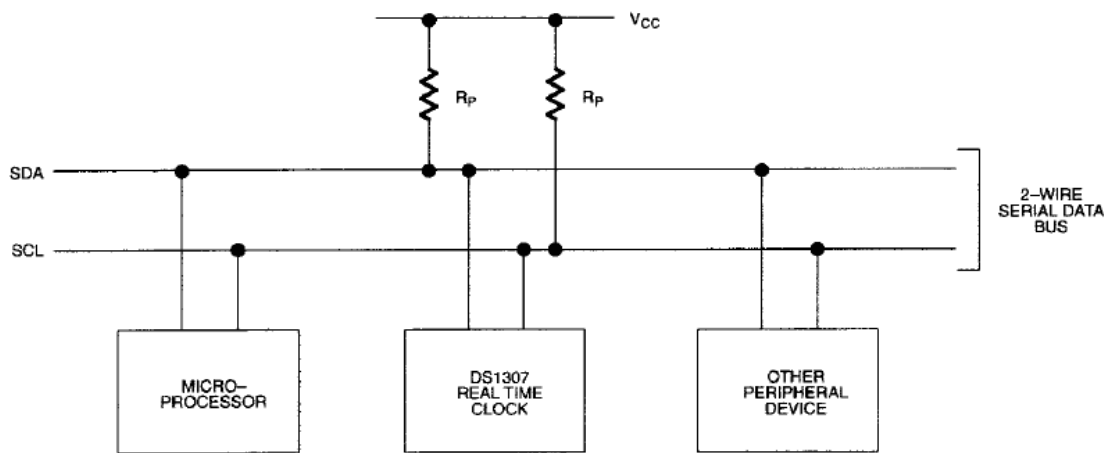 VCC
RP
RP
SDA
SCL
2–WIRE
SERIAL DATA
BUS
MICRO–
PROCESSOR
DS1307
REAL TIME
CLOCK
OTHER
PERIPHERAL
DEVICE